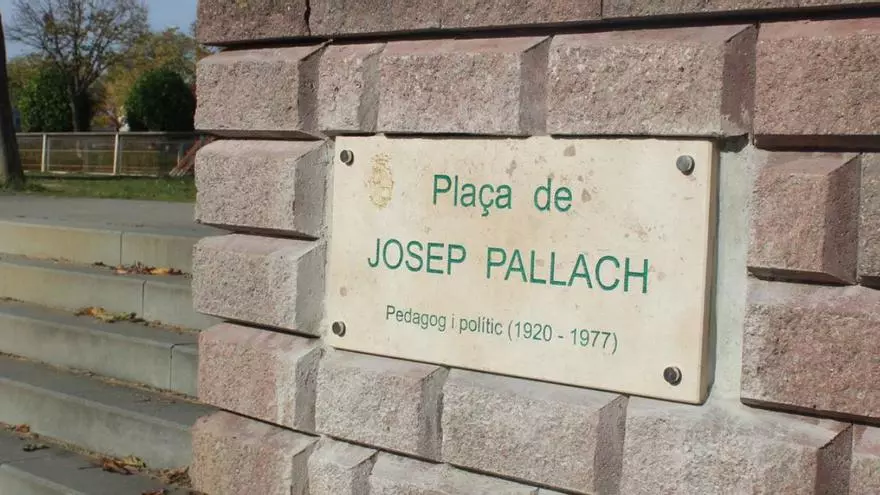 Plaça de
JOSEP PALLACH
Pedagog i polític (1920 - 1977)